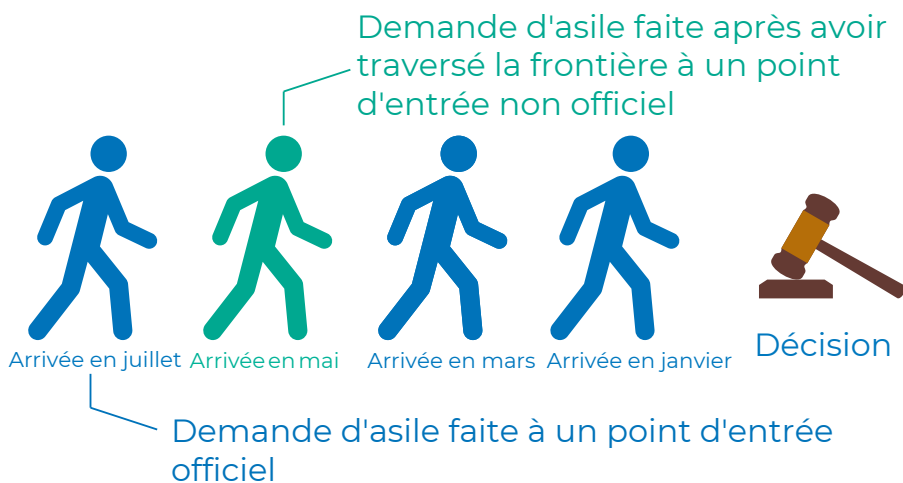 Demande d'asile faite après avoir
traversé la frontière à un point
d'entrée non officiel
Arrivée en juillet
Arrivée en mai
Arrivée en mars
Arrivée en janvier
Décision
Demande d'asile faite à un point d'entrée
officiel